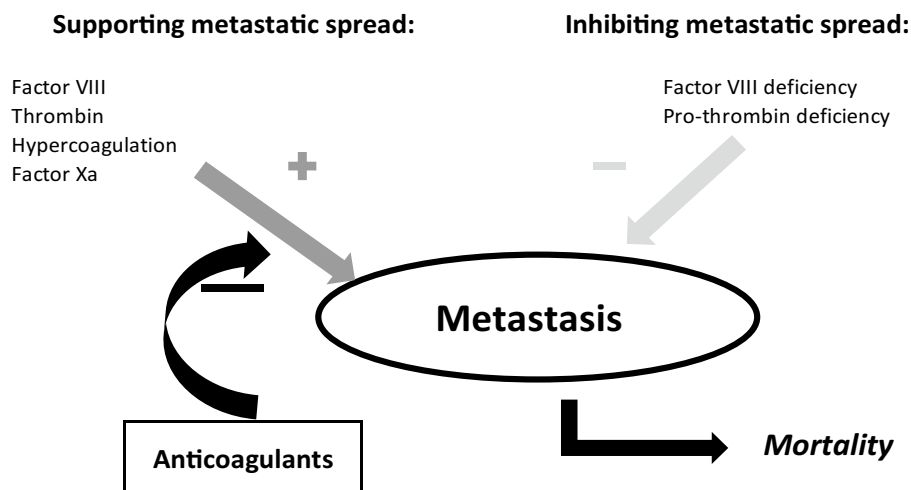 Supporting metastatic spread:
Inhibiting metastatic spread:
Factor VIII
Thrombin
Hypercoagulation
Factor Xa
Factor VIII deficiency
Pro-thrombin deficiency
+
−
Metastasis
Anticoagulants
Mortality